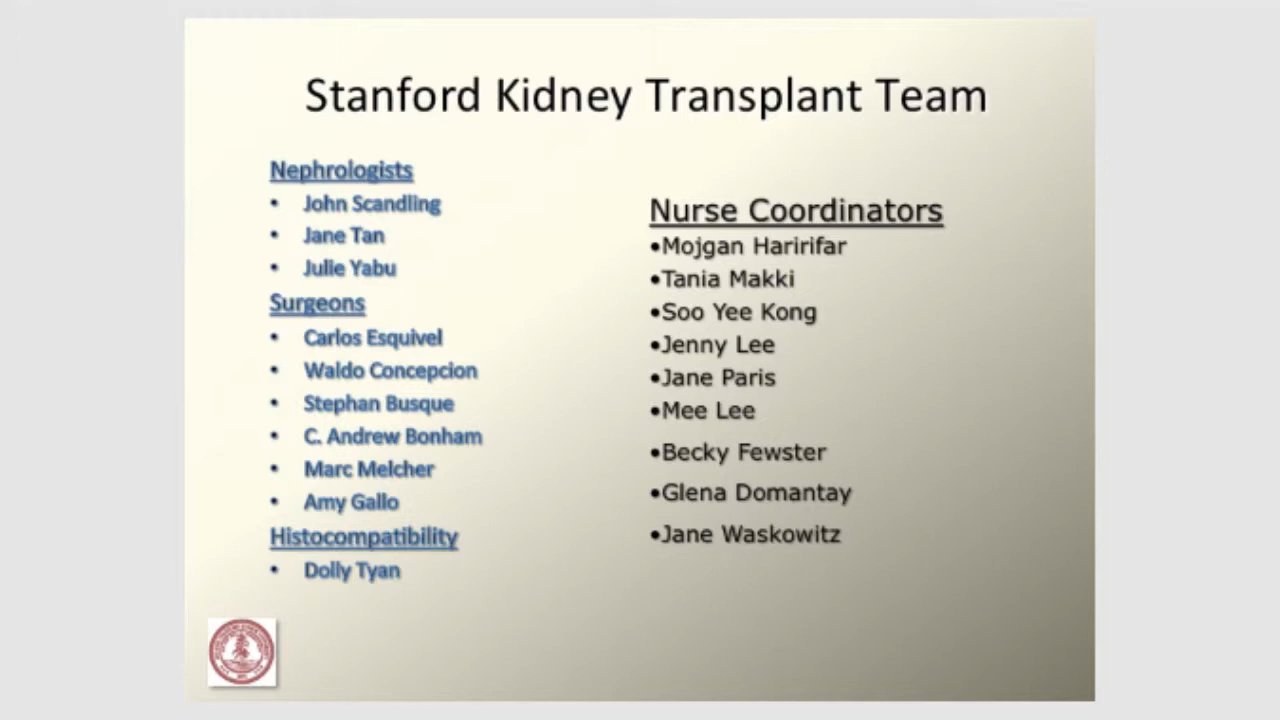 Stanford Kidney Transplant Team
Nephrologists
• John Scandling
• Jane Tan
• Julie Yabu
Surgeons
• Carlos Esquivel
• Waldo Concepcion
• Stephan Busque
• C. Andrew Bonham
• Marc Melcher
• Amy Gallo
Histocompatibility
• Dolly Tyan
Nurse Coordinators
•Mojgan Haririfar
•Tania Makki
•Soo Yee Kong
•Jenny Lee
•Jane Paris
•Mee Lee
•Becky Fewster
•Glena Domantay
•Jane Waskowitz